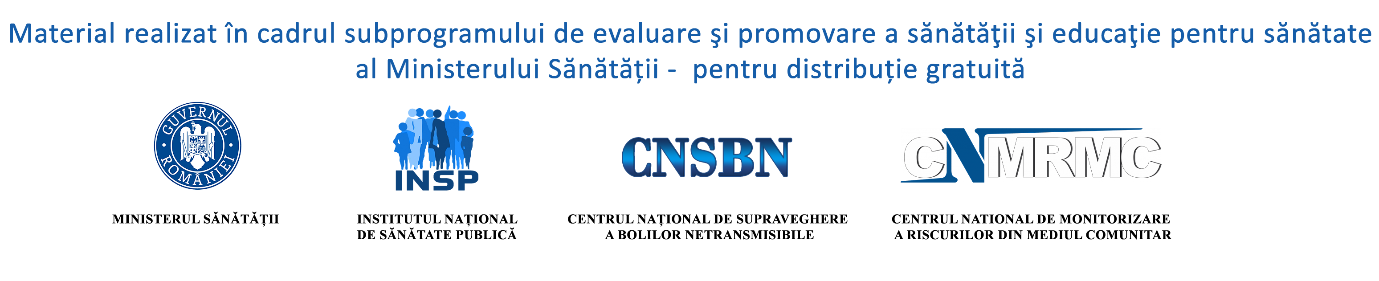 Material realizat în cadrul subprogramului de evaluare şi promovare a sănătăţii şi educaţie pentru sănătate
al Ministerului Sănătății -  pentru distribuție gratuită
GUVERNUL ROMÂNIEI
INSP
CNSBN
CNMRMC
MINISTERUL SĂNĂTĂȚII
INSTITUTUL NAȚIONAL
DE SĂNĂTATE PUBLICĂ
CENTRUL NAȚIONAL DE SUPRAVEGHERE
A BOLILOR NETRANSMISIBILE
CENTRUL NATIONAL DE MONITORIZARE
A RISCURILOR DIN MEDIUL COMUNITAR